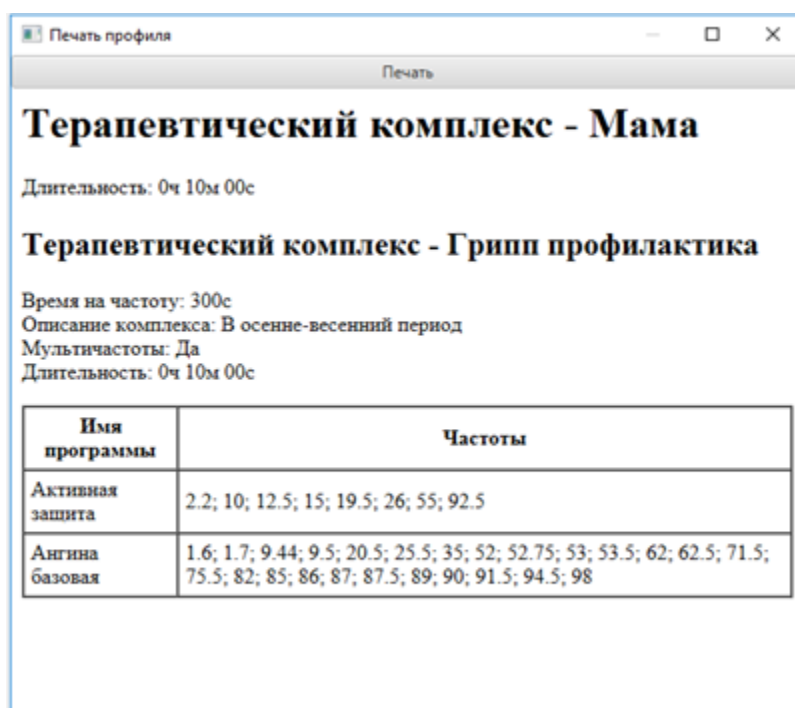 Печать профиля
Печать
Терапевтический комплекс - Мама
Длительность: 0ч 10м 00с
Терапевтический комплекс - Грипп профилактика
Время на частоту: 300с
Описание комплекса: В осенне-весенний период
Мультичастоты: Да
Длительность: 0ч 10м 00с
Имя
программы
Частоты
Активная
защита
2.2; 10; 12.5; 15; 19.5; 26; 55; 92.5
Ангина
базовая
1.6; 1.7; 9.44; 9.5; 20.5; 25.5; 35; 52; 52.75; 53; 53.5; 62; 62.5; 71.5;
75.5; 82; 85; 86; 87; 87.5; 89; 90; 91.5; 94.5; 98